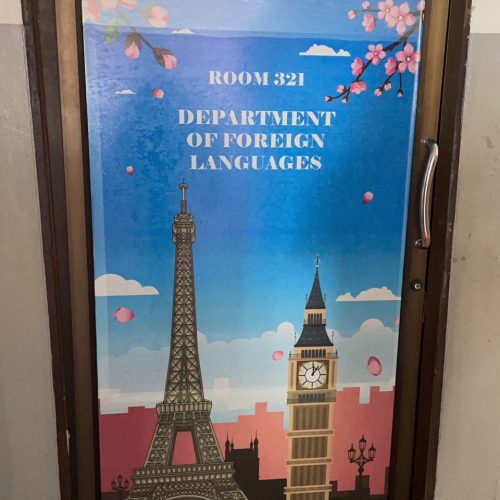 ROOM 321
DEPARTMENT
OF FOREIGN
LANGUAGES